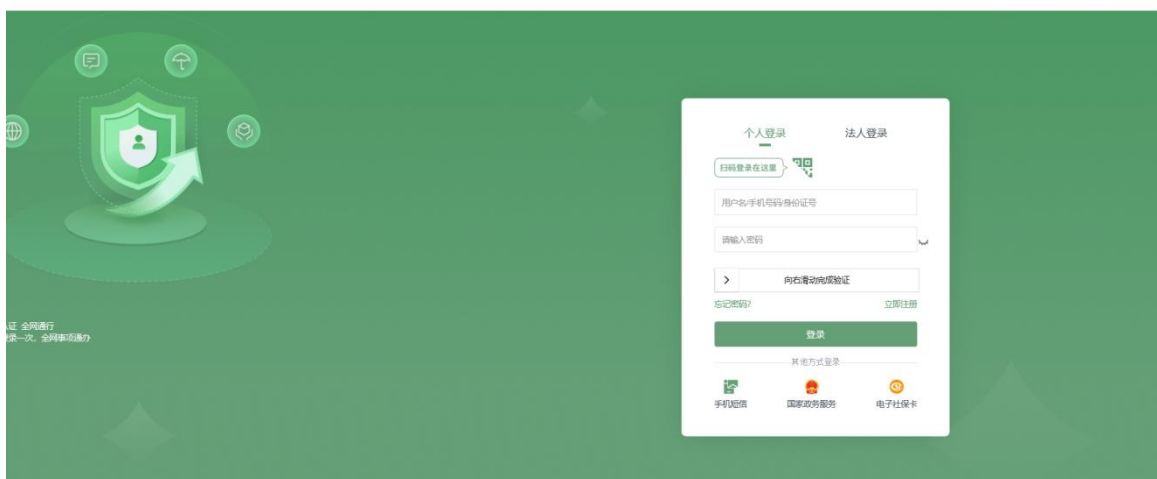 证 全网通行
录一次，全网事项通办
个人登录
法人登录
扫码登录在这里
用户名/手机号码/身份证号
请输入密码
向右滑动完成验证
忘记密码?
立即注册
登录
其他方式登录
手机短信
国家政务服务
电子社保卡